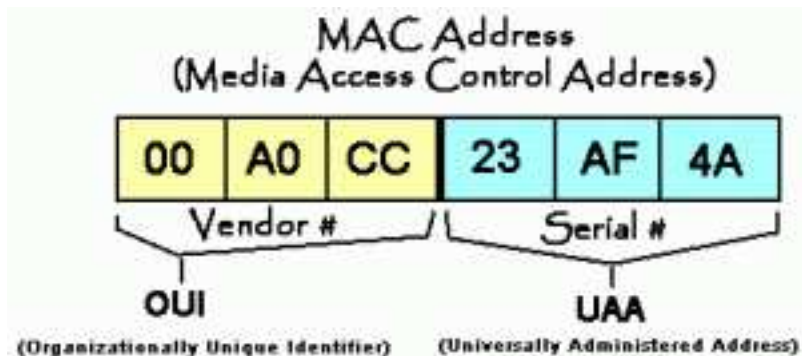 MAC Address
(Media Access Control Address)
00 A0 CC 23 AF 4A
Vendor # Serial #
OUI UAA
(Organizationally Unique Identifier) (Universally Administered Address)